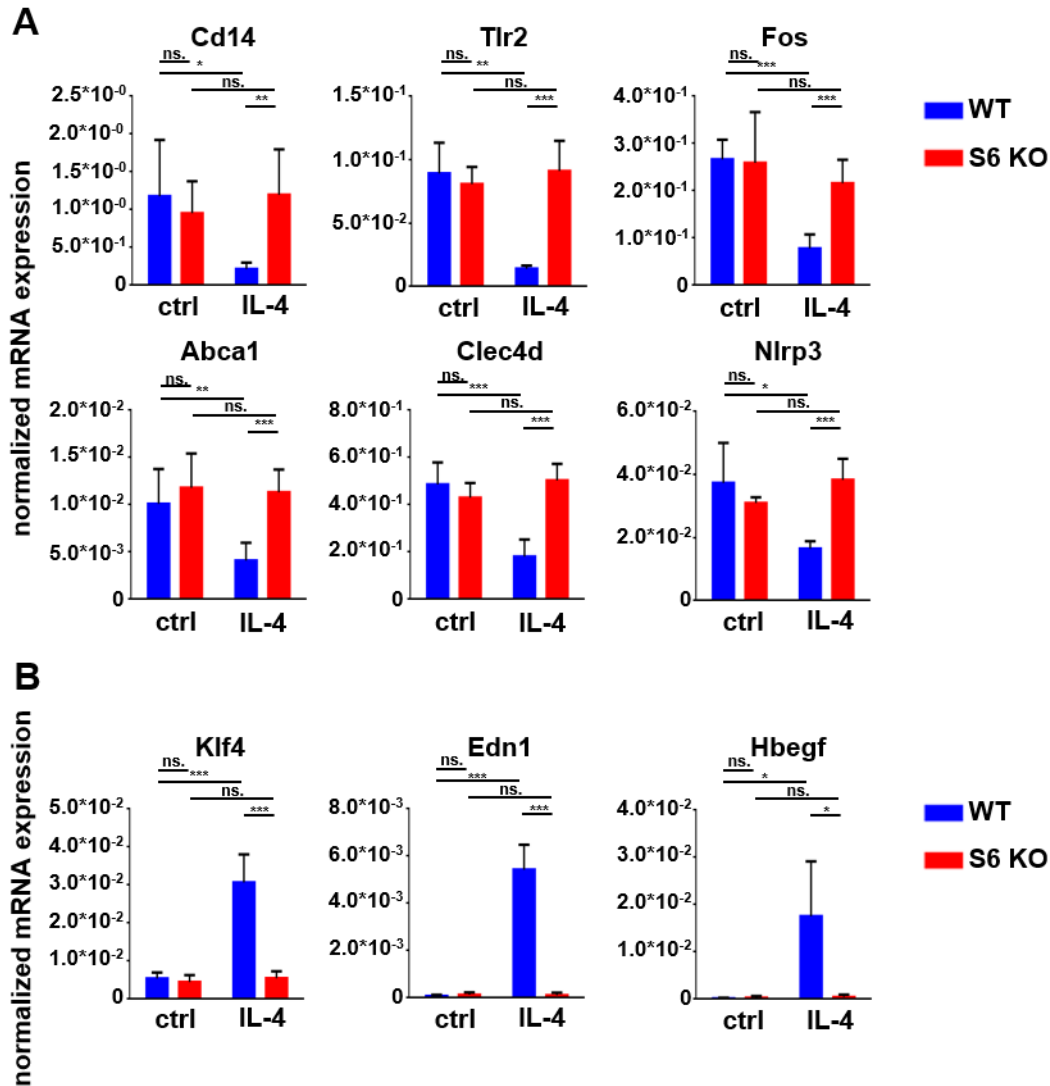 A
Cd14
Tlr2
Fos
ns.
*
ns.
**
ns.
**
ns.
***
ns.
***
ns.
***
2.5*10-0
2.0*10-0
1.5*10-0
1.0*10-0
5.0*10-1
0
1.5*10-1
1.0*10-1
5.0*10-2
0
4.0*10-1
3.0*10-1
2.0*10-1
1.0*10-1
0
ctrl IL-4
ctrl IL-4
ctrl IL-4
WT
S6 KO
normalized mRNA expression
Abca1
Clec4d
Nlrp3
ns.
**
ns.
***
ns.
***
ns.
***
ns.
*
ns.
***
2.0*10-2
1.5*10-2
1.0*10-2
5.0*10-3
0
8.0*10-1
6.0*10-1
4.0*10-1
2.0*10-1
0
6.0*10-2
4.0*10-2
2.0*10-2
0
ctrl IL-4
ctrl IL-4
ctrl IL-4
B
Klf4
Edn1
Hbegf
ns.
***
ns.
***
ns.
***
ns.
***
ns.
*
ns.
*
5.0*10-2
4.0*10-2
3.0*10-2
2.0*10-2
1.0*10-2
0
8.0*10-3
6.0*10-3
4.0*10-3
2.0*10-3
0
4.0*10-2
3.0*10-2
2.0*10-2
1.0*10-2
0
ctrl IL-4
ctrl IL-4
ctrl IL-4
WT
S6 KO
normalized mRNA expression